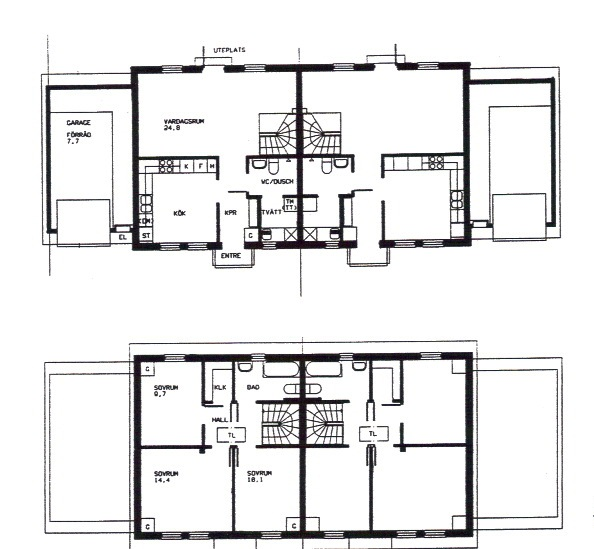 UTEPLATS
GARAGE
FÖRRÅD
7.7
VARDAGSRUM
24.8
K F M
WC/DUSCH
TM
(TT)
KÖK
KPR
TVÄTT
(DM)
ST
G
EL
ENTRE
G
SOVRUM
9.7
KLK
BAD
HALL
TL
TL
SOVRUM
14.4
SOVRUM
16.1
G
G